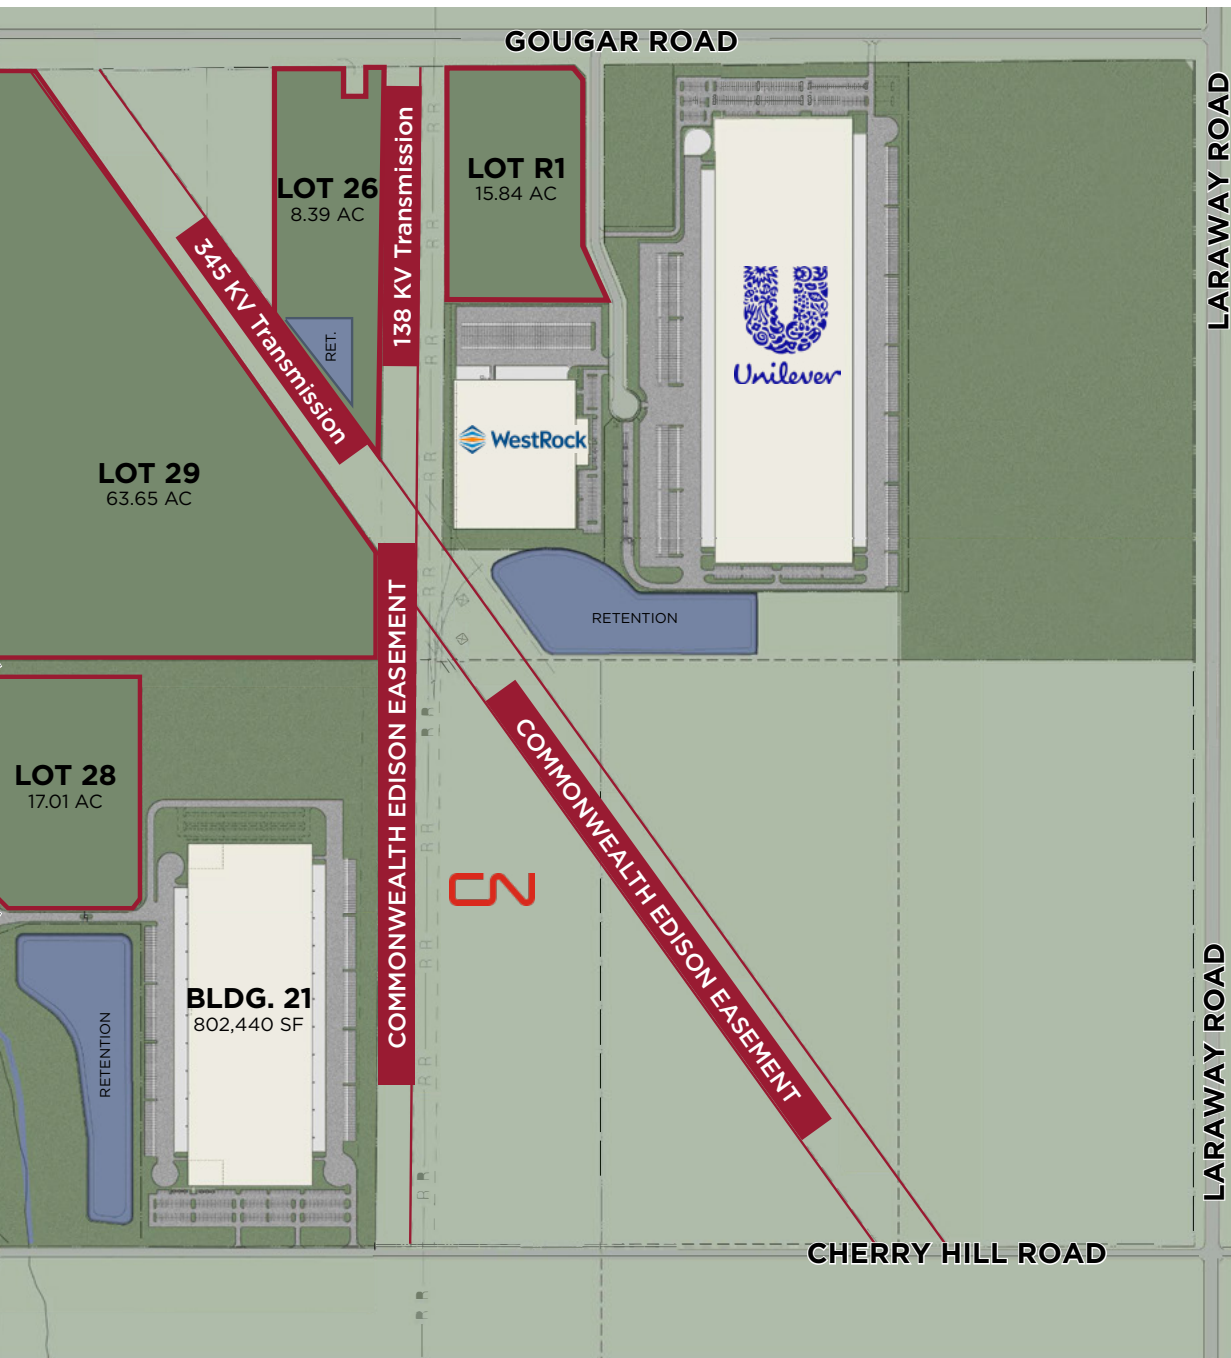 GOUGAR ROAD
LARAWAY ROAD
LOT 26
8.39 AC
138 KV Transmission
LOT R1
15.84 AC
345 KV Transmission
RET.
Unilever
WestRock
LOT 29
63.65 AC
RETENTION
COMMONWEALTH EDISON EASEMENT
COMMONWEALTH EDISON EASEMENT
LOT 28
17.01 AC
CN
BLDG. 21
802,440 SF
RETENTION
LARAWAY ROAD
CHERRY HILL ROAD
R R
R R
R R
R R
R R
R R
R R
R R
R R
R R
R R
R R